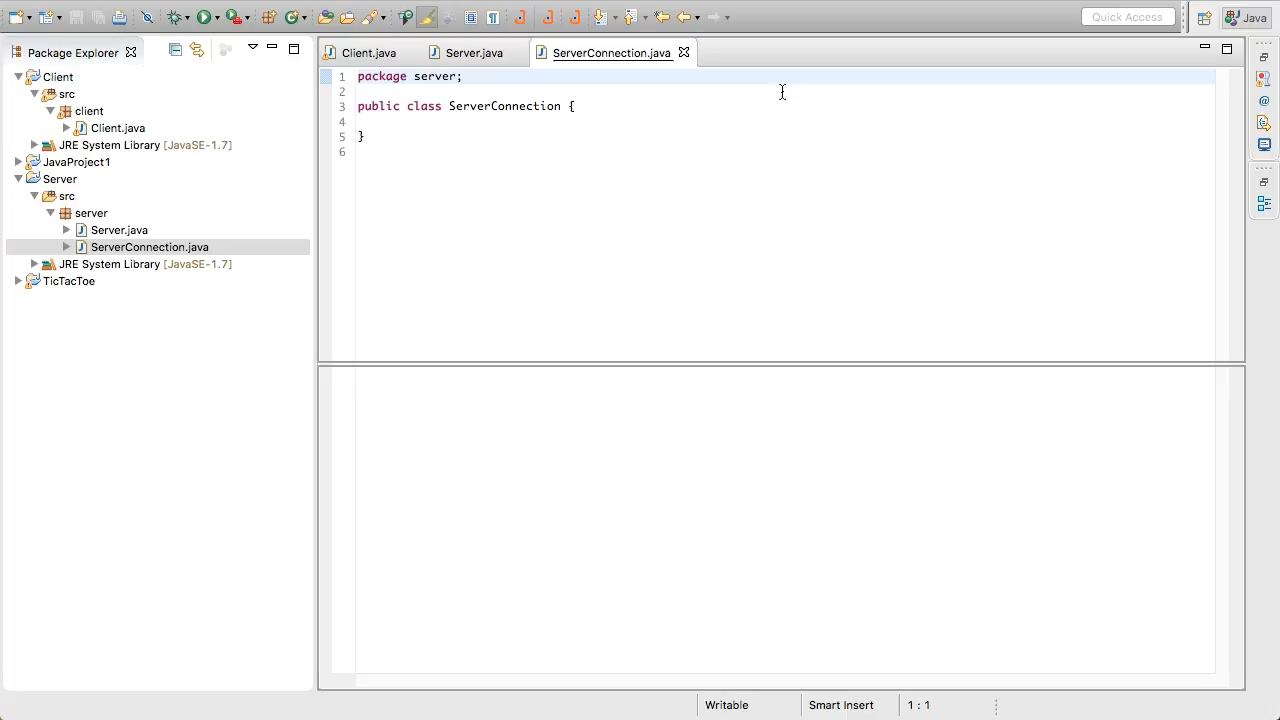 Quick Access
Java
Package Explorer
Client
src
client
Client.java
JRE System Library [JavaSE-1.7]
JavaProject1
Server
src
server
Server.java
ServerConnection.java
JRE System Library [JavaSE-1.7]
TicTacToe
Client.java
Server.java
ServerConnection.java
1 package server;
2
3 public class ServerConnection {
4
5 }
6
Writable
Smart Insert
1 : 1